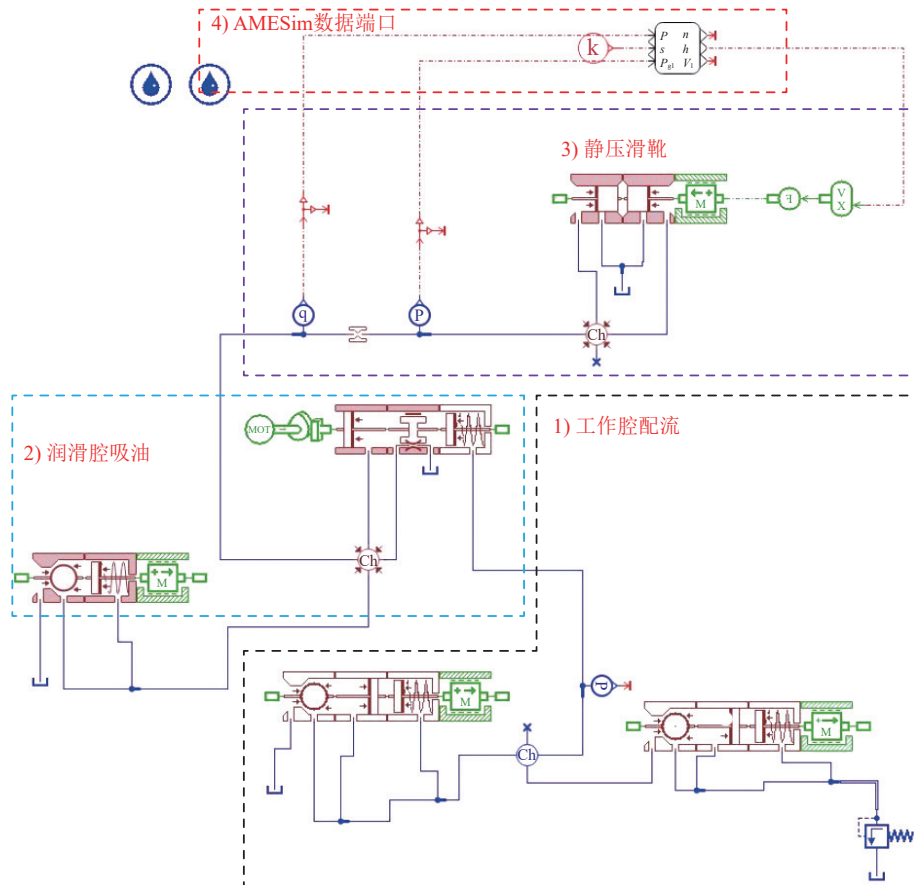 4) AMESim数据端口
k
P n
s h
Pg1 V1
3) 静压滑靴
M
F
V
X
q
P
Ch
1) 工作腔配流
MOT
2) 润滑腔吸油
Ch
M
M
P
M
Ch